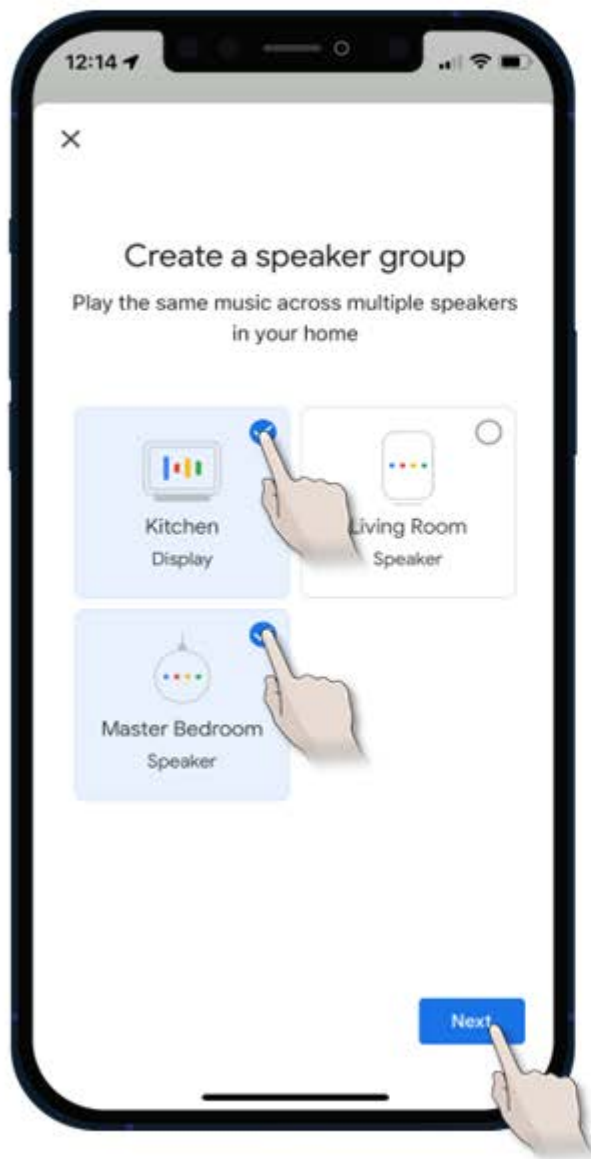 12:14
Create a speaker group
Play the same music across multiple speakers
in your home
Kitchen
Display
Living Room
Speaker
Master Bedroom
Speaker
Next